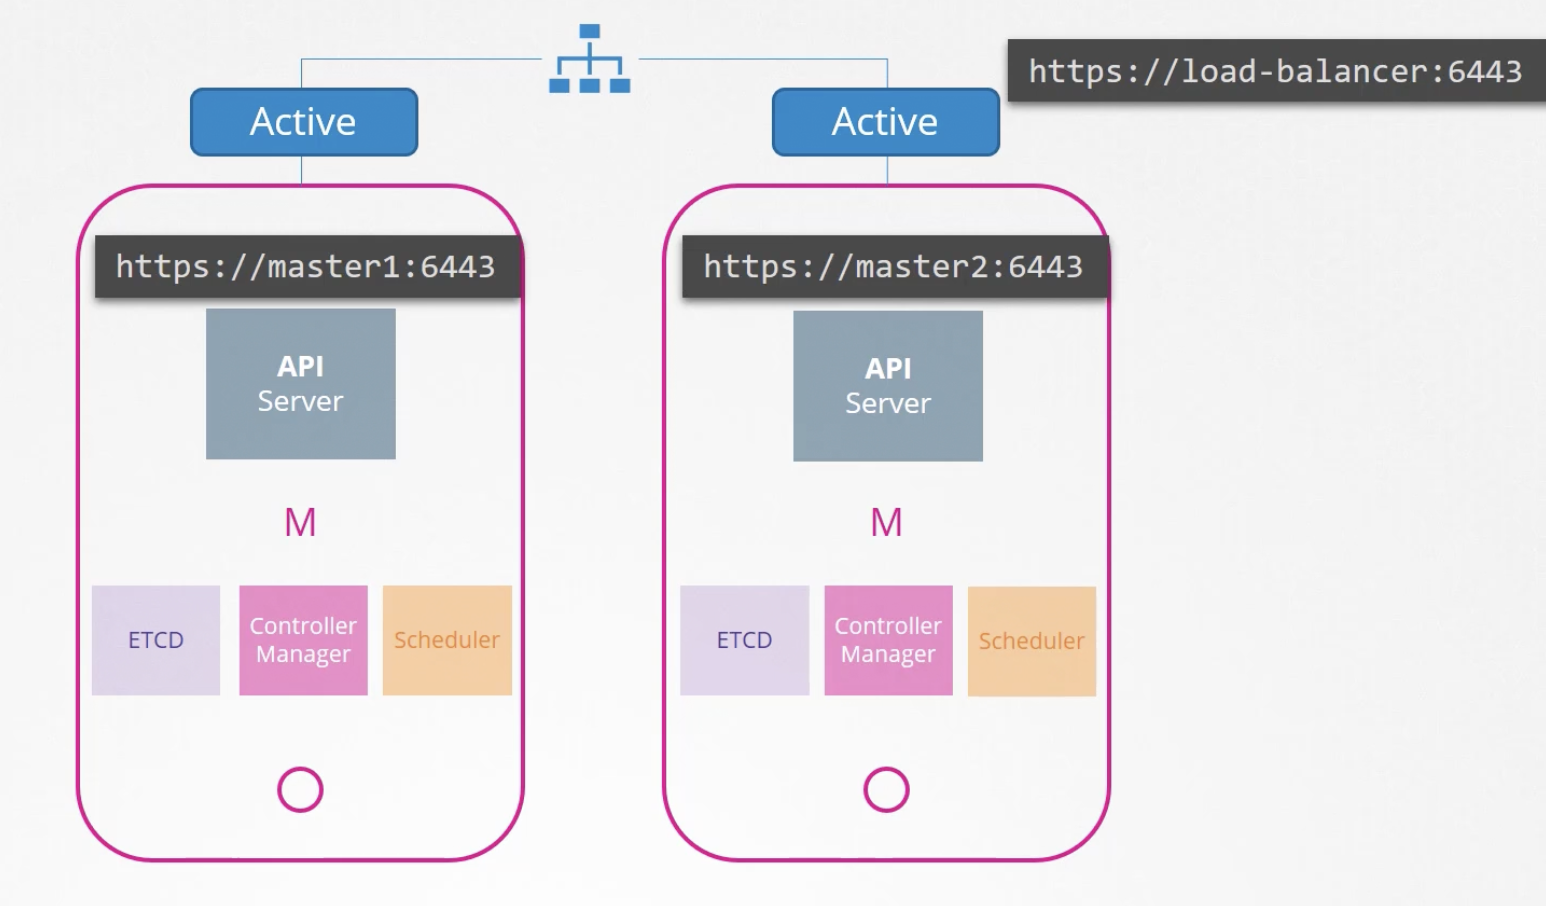 https://load-balancer:6443
Active
Active
https://master1:6443
https://master2:6443
API
Server
API
Server
M
M
ETCD
Controller
Manager
Scheduler
ETCD
Controller
Manager
Scheduler